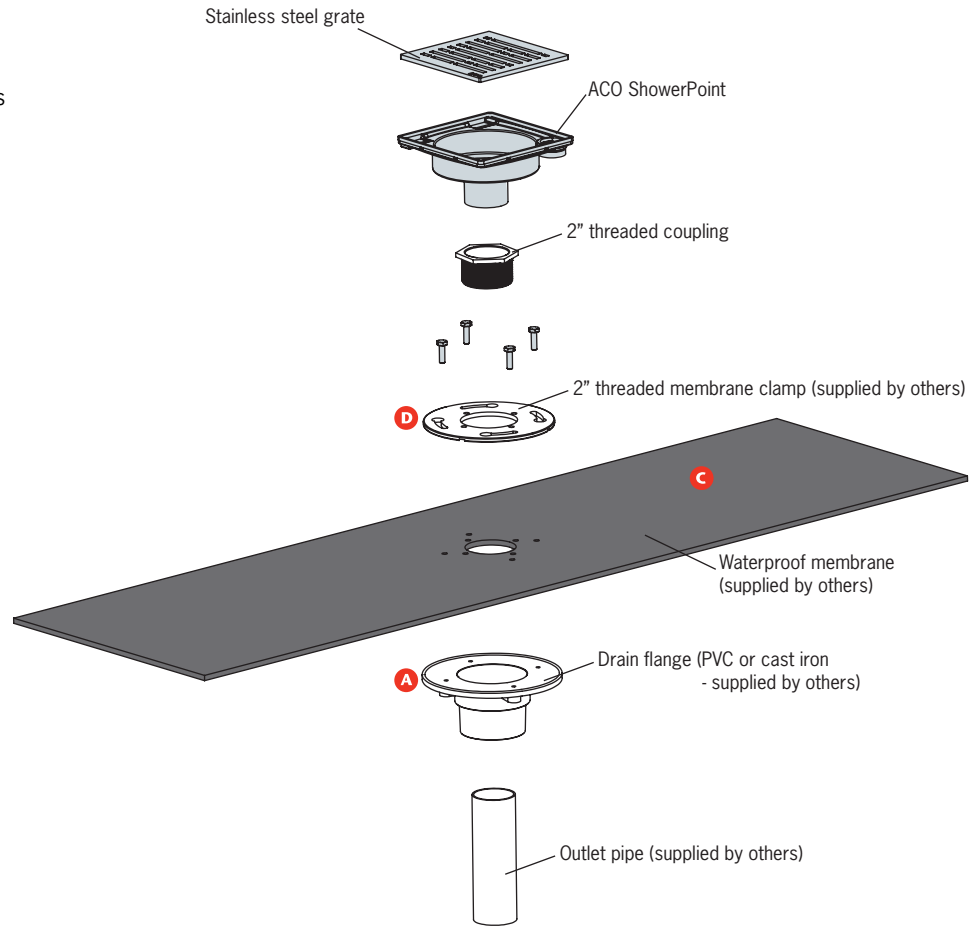 Stainless steel grate
s
ACO ShowerPoint
2” threaded coupling
2” threaded membrane clamp (supplied by others)
D
C
Waterproof membrane
(supplied by others)
Drain flange (PVC or cast iron
- supplied by others)
A
Outlet pipe (supplied by others)